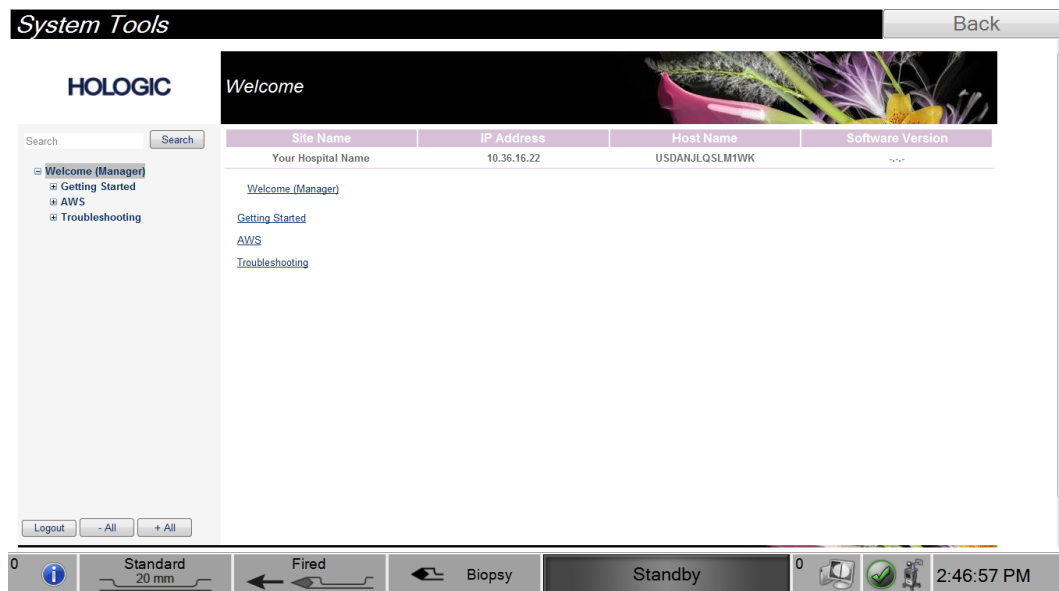 System Tools
Back
HOLOGIC
Welcome
Search
Search
Site Name
IP Address
Host Name
Software Version
Your Hospital Name
10.36.16.22
USDANJLQSLM1WK
-.-.-
Welcome (Manager)
Getting Started
AWS
Troubleshooting
Welcome (Manager)
Getting Started
AWS
Troubleshooting
Logout
- All
+ All
0
Standard
20 mm
Fired
Biopsy
Standby
0
2:46:57 PM